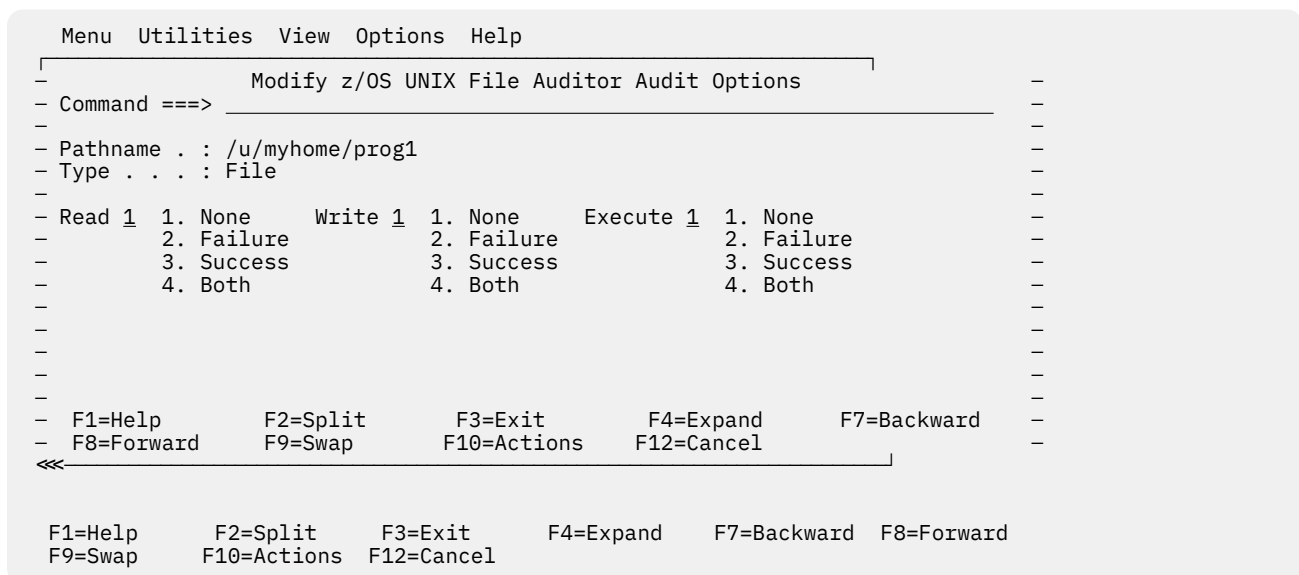 Menu  Utilities  View  Options  Help
Modify z/OS UNIX File Auditor Audit Options
Command ===>
Pathname . : /u/myhome/prog1
Type . . . : File
Read 1  1. None     Write 1  1. None     Execute 1  1. None
2. Failure           2. Failure             2. Failure
3. Success           3. Success             3. Success
4. Both              4. Both                4. Both
F1=Help        F2=Split       F3=Exit        F4=Expand      F7=Backward
F8=Forward     F9=Swap       F10=Actions    F12=Cancel
F1=Help      F2=Split     F3=Exit      F4=Expand    F7=Backward  F8=Forward
F9=Swap     F10=Actions  F12=Cancel